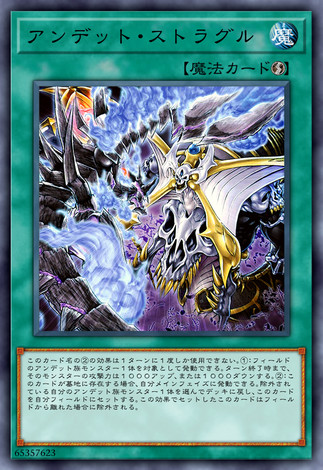 アンデット・ストラグル
魔
【魔法カード】
このカード名の②の効果は1ターンに1度しか使用できない。①:フィールド
のアンデット族モンスター1体を対象として発動できる。ターン終了時まで、
そのモンスターの攻撃力は1000アップ、または1000ダウンする。②:こ
のカードが墓地に存在する場合、自分メインフェイズに発動できる。除外され
ている自分のアンデット族モンスター1体を選んでデッキに戻し、このカード
を自分フィールドにセットする。この効果でセットしたこのカードはフィール
ドから離れた場合に除外される。
65357623